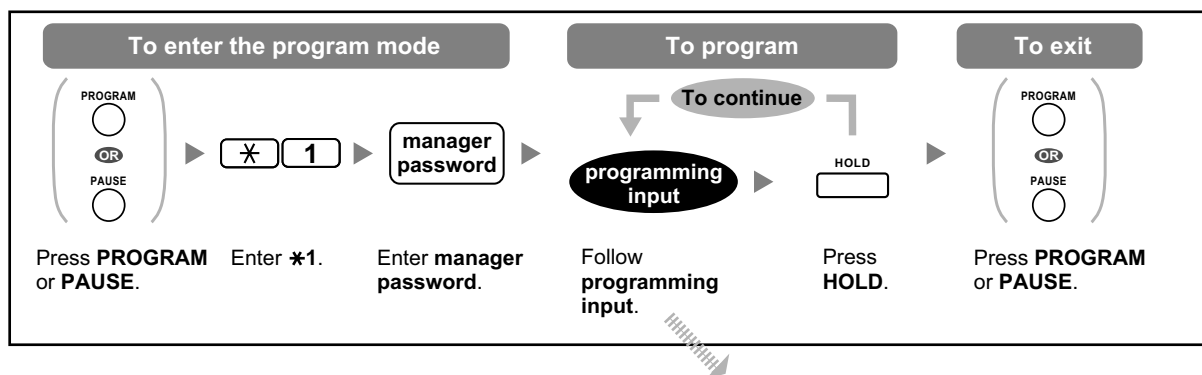 To enter the program mode
To program
To exit
To continue
PROGRAM
OR
PAUSE
✱
1
manager
password
programming
input
HOLD
PROGRAM
OR
PAUSE
Press PROGRAM
or PAUSE.
Enter ✱1.
Enter manager
password.
Follow
programming
input.
Press
HOLD.
Press PROGRAM
or PAUSE.